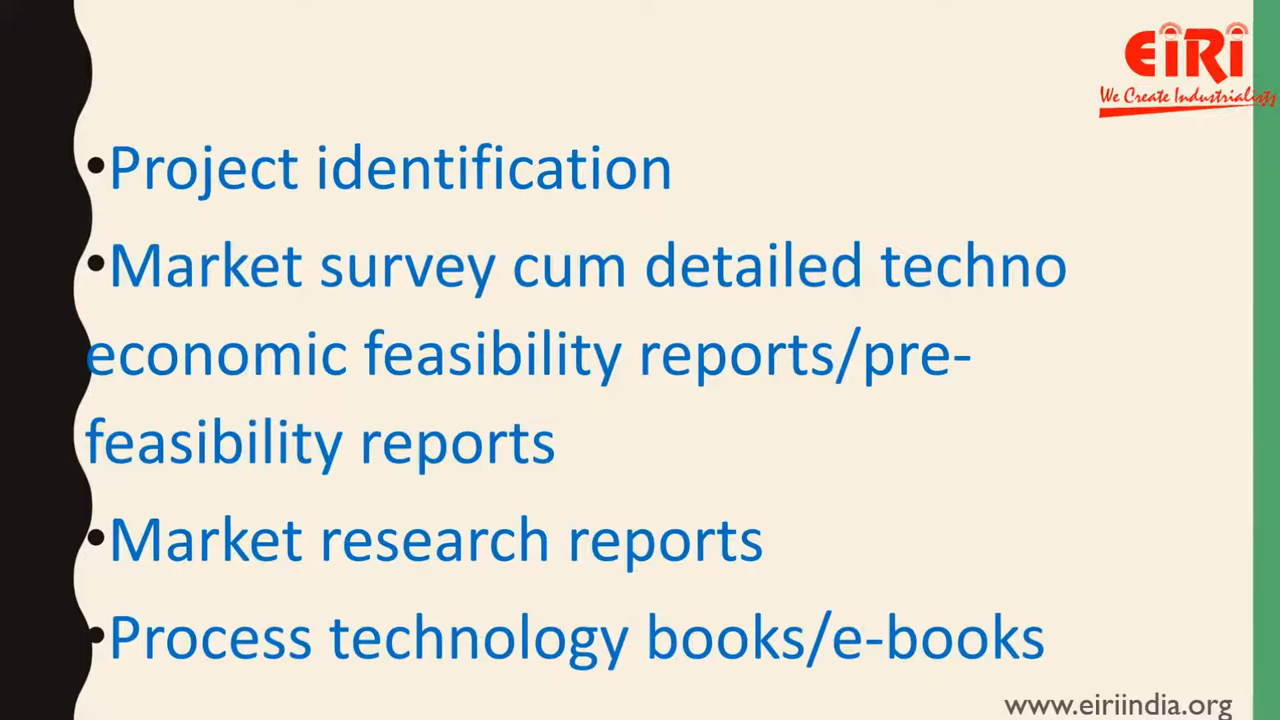 EiRi
We Create Industrialists
•Project identification
•Market survey cum detailed techno
economic feasibility reports/pre-
feasibility reports
•Market research reports
•Process technology books/e-books
www.eiriindia.org